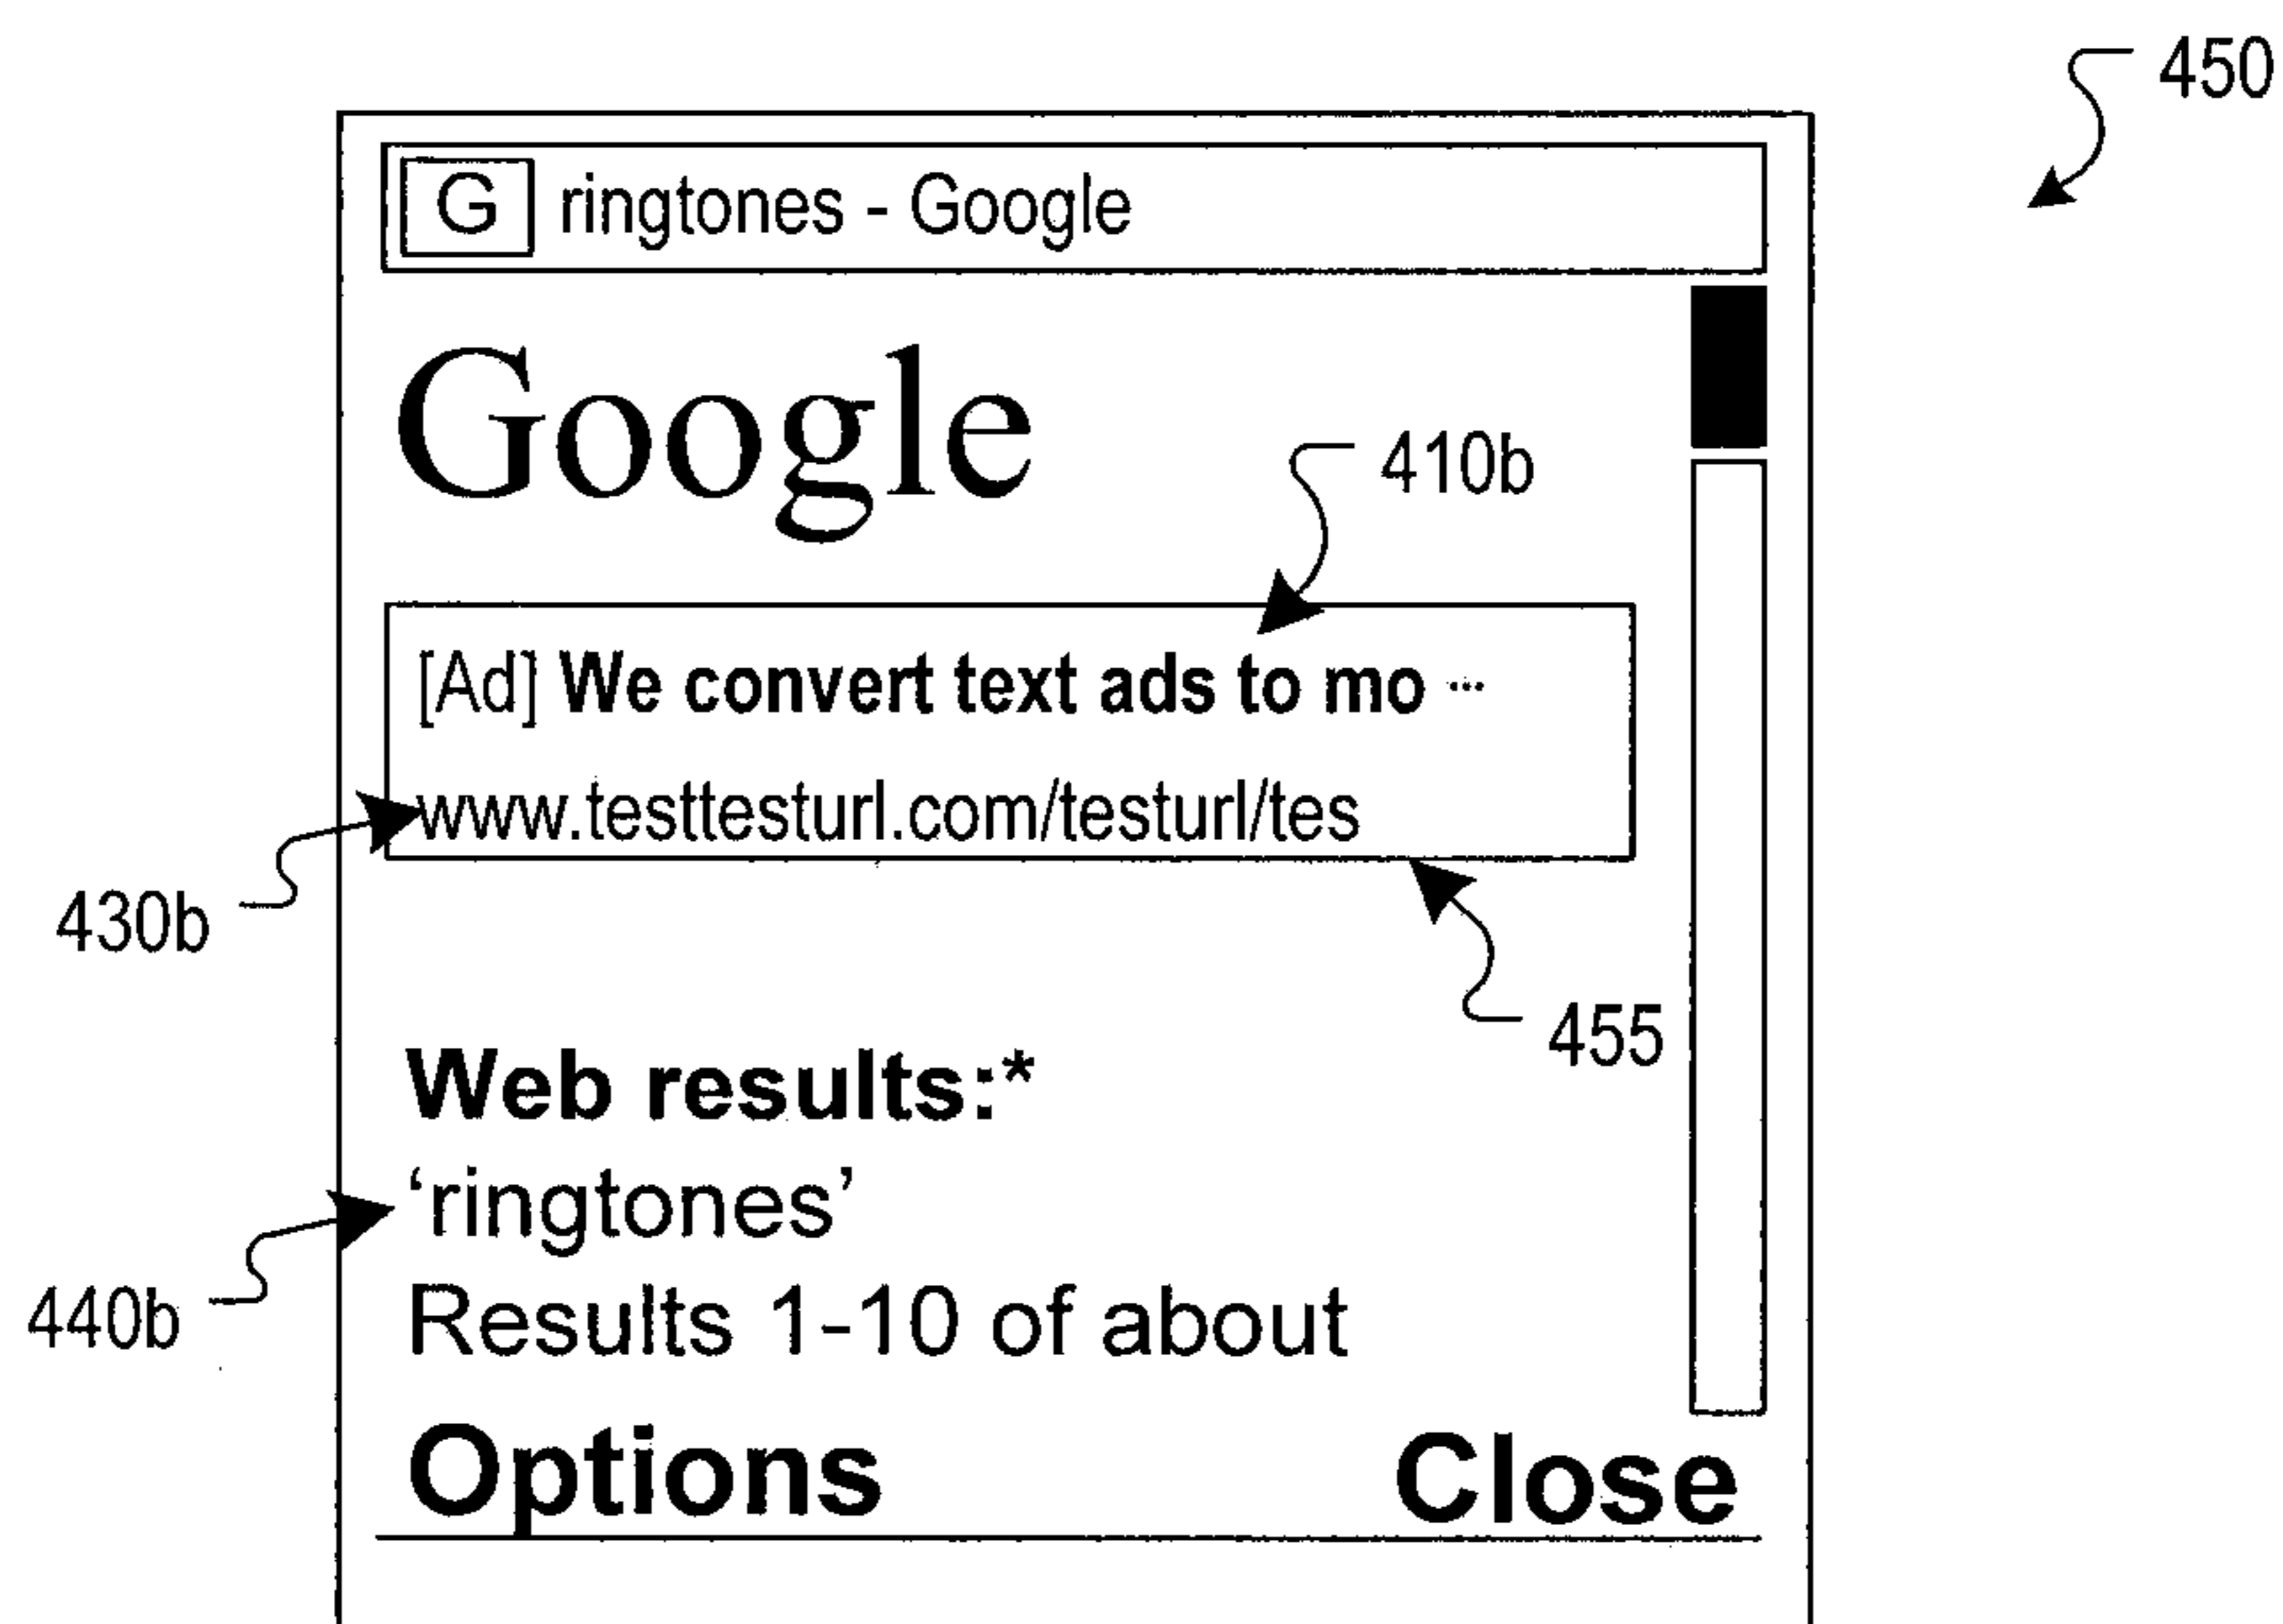 450
G ringtones - Google
Google
410b
[Ad] We convert text ads to mo ...
www.testtesturl.com/testurl/tes
430b
455
Web results:*
‘ringtones’
440b
Results 1-10 of about
Options Close